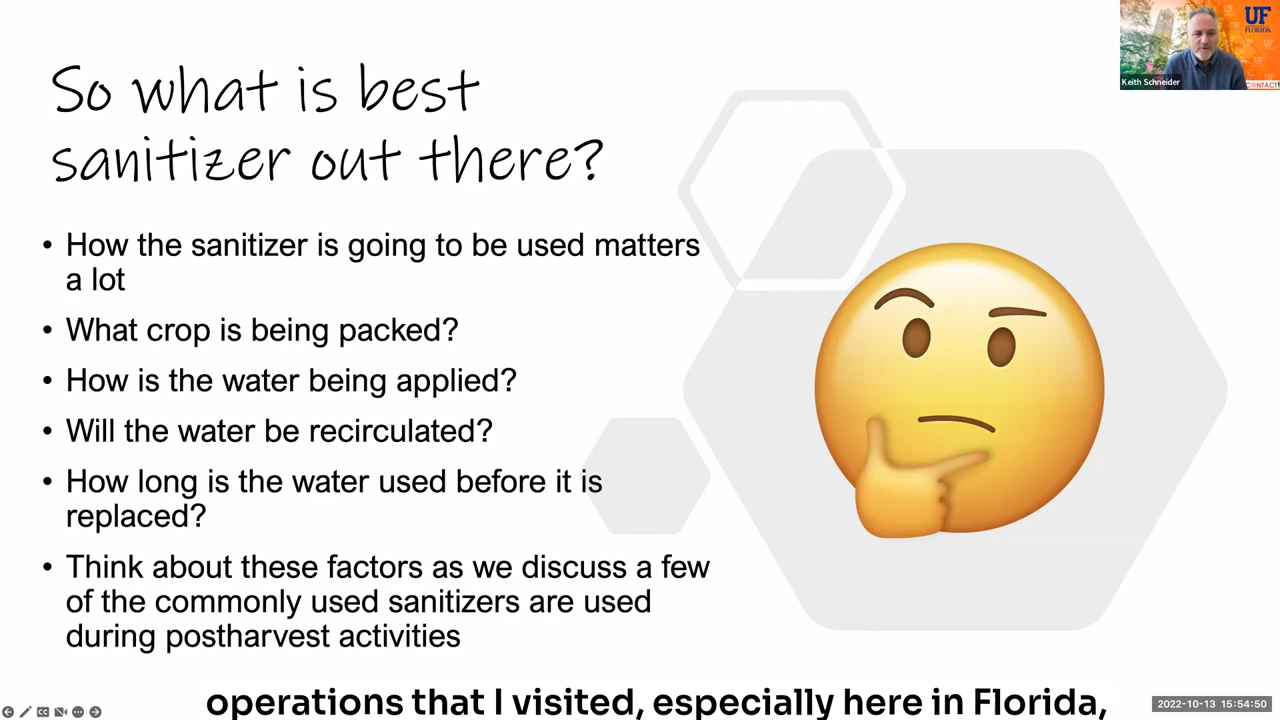 So what is best
sanitizer out there?
• How the sanitizer is going to be used matters
a lot
• What crop is being packed?
• How is the water being applied?
• Will the water be recirculated?
• How long is the water used before it is
replaced?
• Think about these factors as we discuss a few
of the commonly used sanitizers are used
during postharvest activities
UF
FLORIDA
Keith Schneider
CONTACT!
operations that I visited, especially here in Florida,
CC
2022-10-13 15:54:50